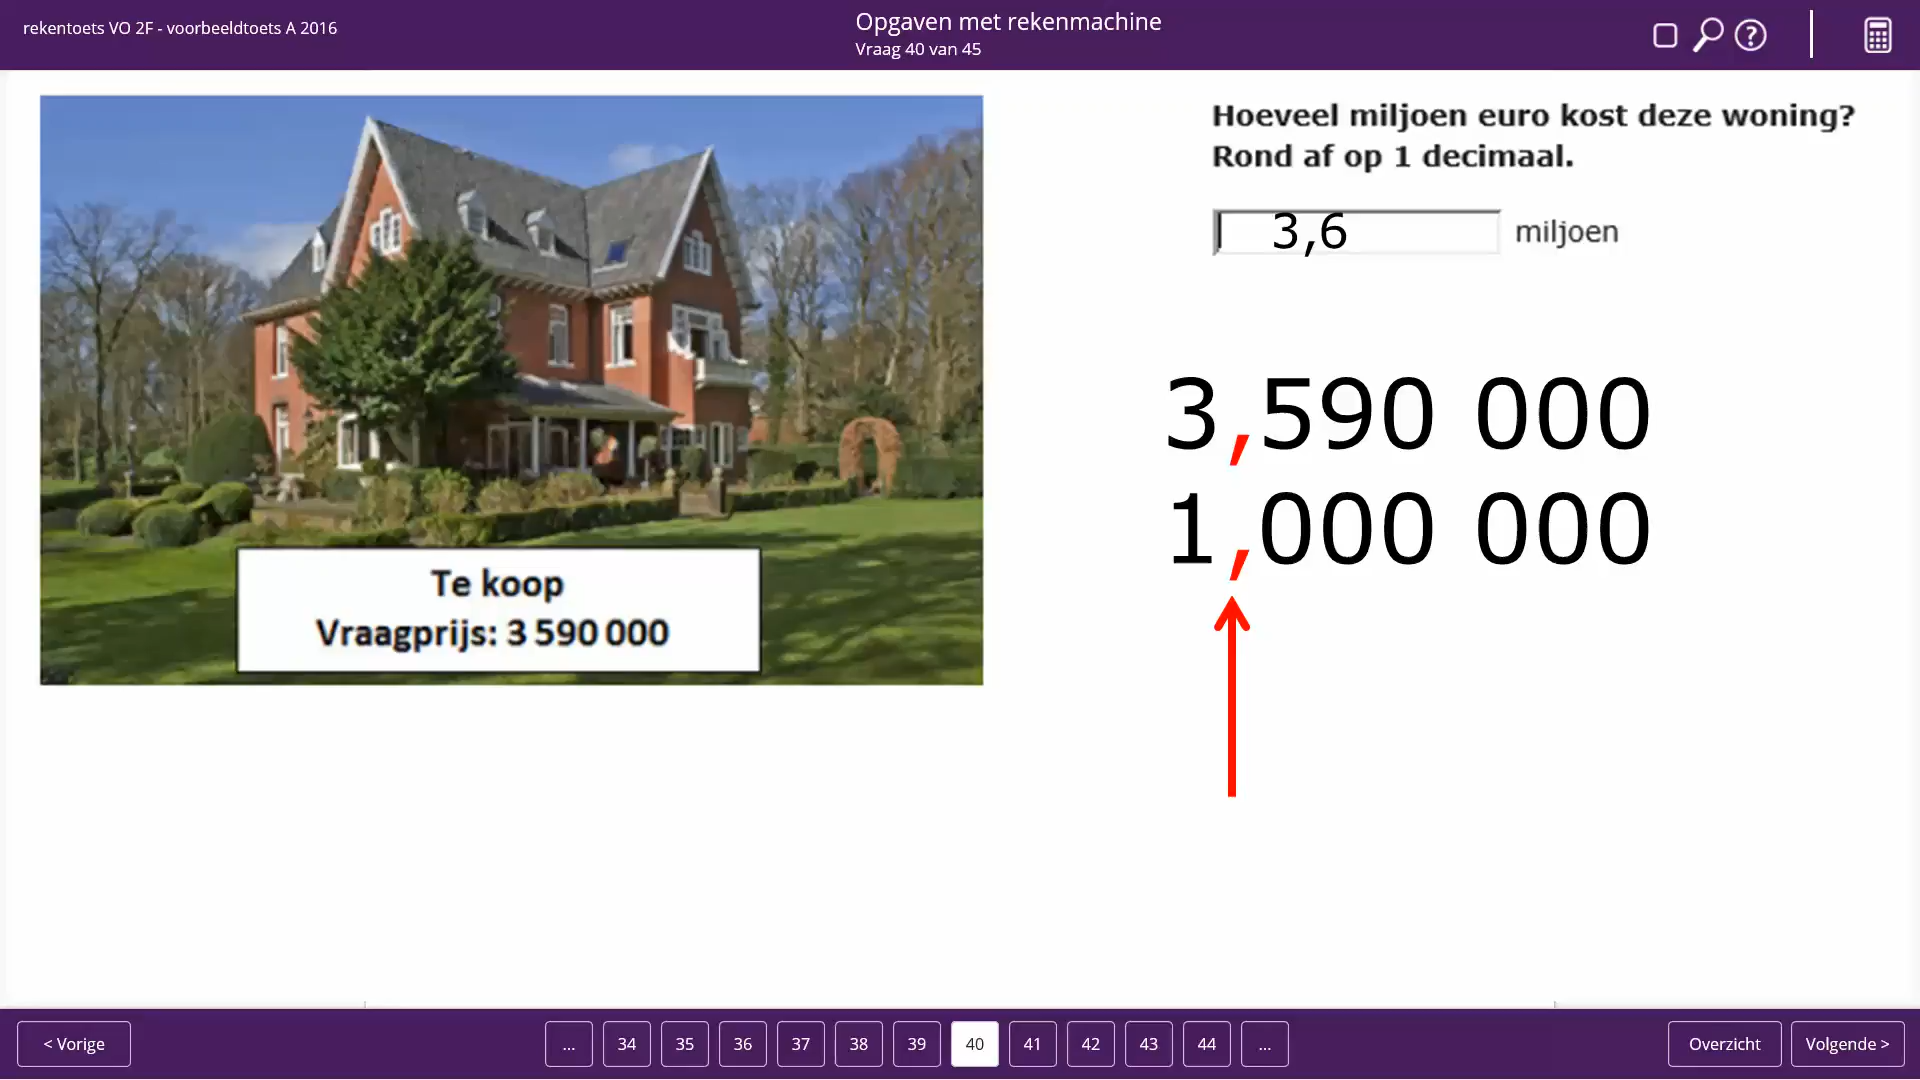 rekentoets VO 2F - voorbeeldtoets A 2016
Opgaven met rekenmachine
Vraag 40 van 45
?
Hoeveel miljoen euro kost deze woning?
Rond af op 1 decimaal.
3,6 miljoen
3,590 000
1,000 000
Te koop
Vraagprijs: 3 590 000
< Vorige
... 34 35 36 37 38 39 40 41 42 43 44 ...
Overzicht
Volgende >